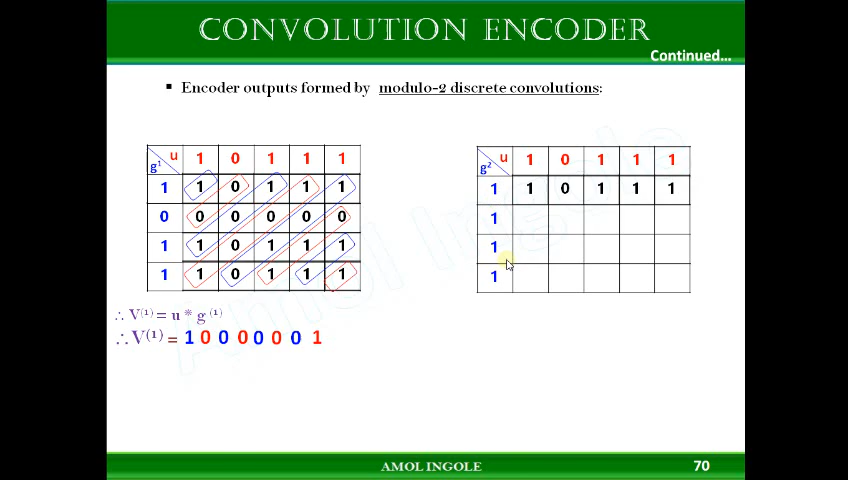 CONVOLUTION ENCODER
Continued...
▪ Encoder outputs formed by modulo-2 discrete convolutions:
g¹ u 1 0 1 1 1
1 1 0 1 1 1
0 0 0 0 0 0
1 1 0 1 1 1
1 1 0 1 1 1
g² u 1 0 1 1 1
1 1 0 1 1 1
1
1
1
∴ V⁽¹⁾ = u * g ⁽¹⁾
∴ V⁽¹⁾ = 1 0 0 0 0 0 0 1
Amol Ingole
AMOL INGOLE
70